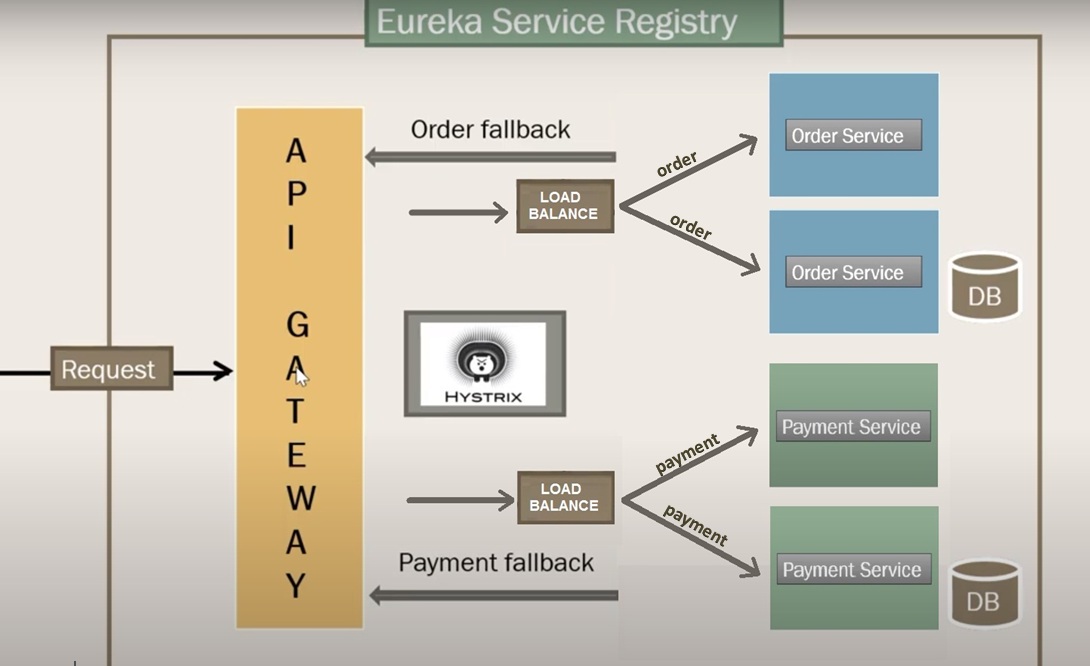 Eureka Service Registry
Order fallback
order
Order Service
LOAD
BALANCE
order
Order Service
DB
API GATEWAY
Request
HYSTRIX
payment
Payment Service
LOAD
BALANCE
payment
Payment fallback
Payment Service
DB